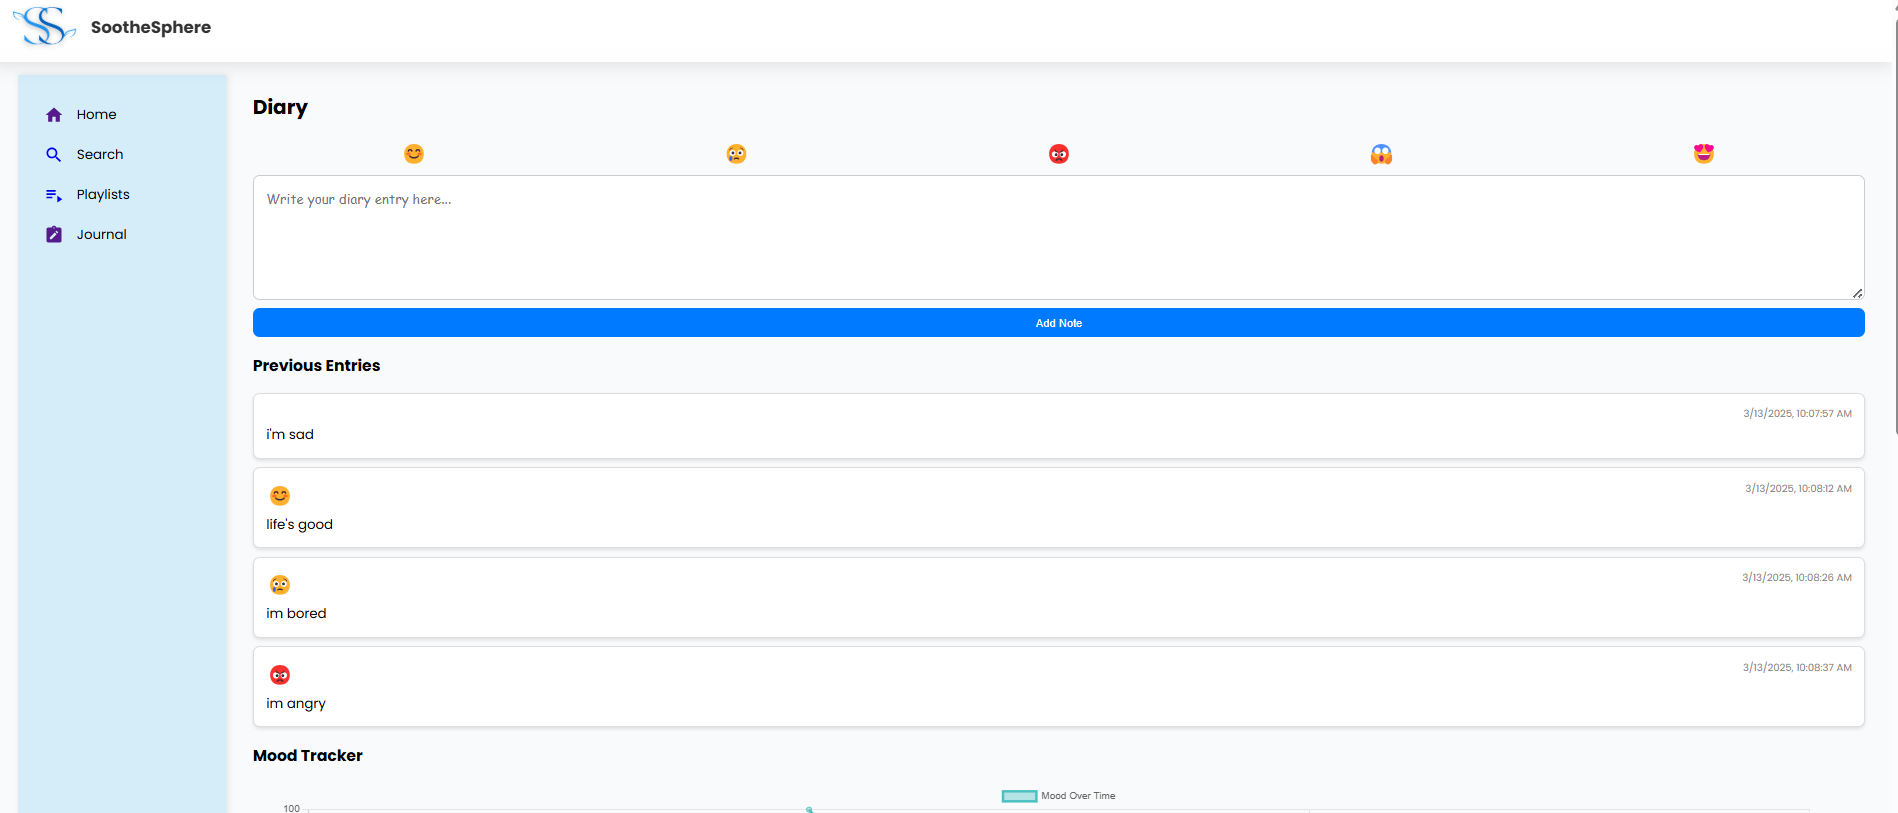 SootheSphere
Home
Search
Playlists
Journal
Diary
Write your diary entry here...
Add Note
Previous Entries
3/13/2025, 10:07:57 AM
i'm sad
3/13/2025, 10:08:12 AM
life's good
3/13/2025, 10:08:26 AM
im bored
3/13/2025, 10:08:37 AM
im angry
Mood Tracker
Mood Over Time
100